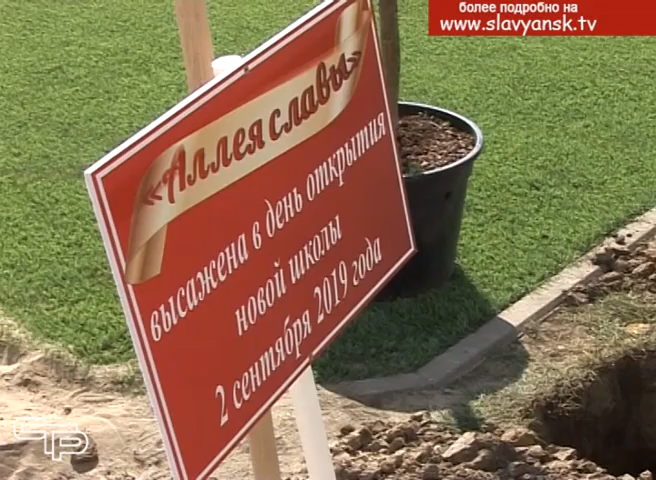 более подробно на
www.slavyansk.tv
«Аллея славы»
высажена в день открытия
новой школы
2 сентября 2019 года